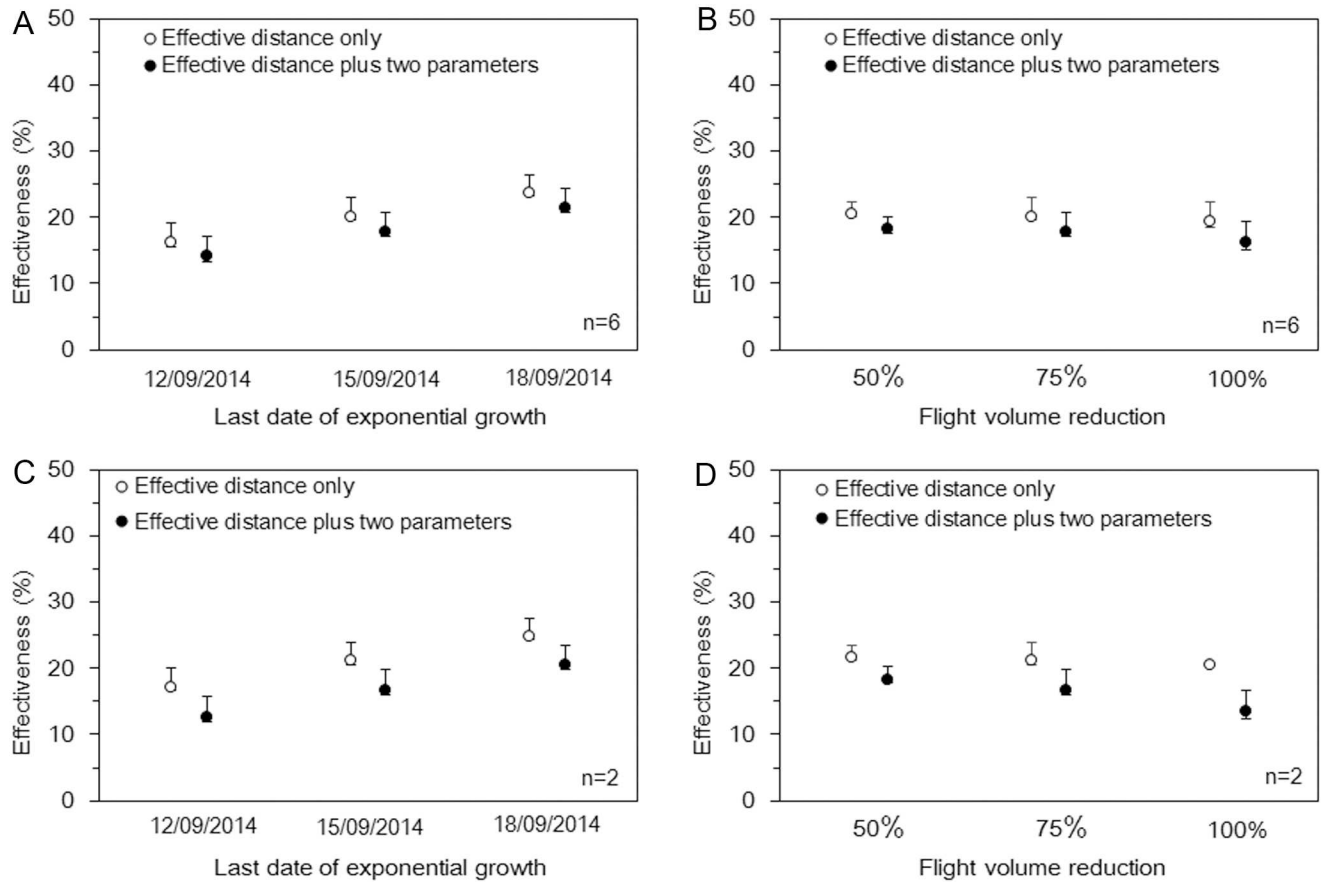 A
50
40
30
20
10
0
Effectiveness (%)
Effective distance only
Effective distance plus two parameters
n=6
12/09/2014 15/09/2014 18/09/2014
Last date of exponential growth
B
50
40
30
20
10
0
Effectiveness (%)
Effective distance only
Effective distance plus two parameters
n=6
50% 75% 100%
Flight volume reduction
C
50
40
30
20
10
0
Effectiveness (%)
Effective distance only
Effective distance plus two parameters
n=2
12/09/2014 15/09/2014 18/09/2014
Last date of exponential growth
D
50
40
30
20
10
0
Effectiveness (%)
Effective distance only
Effective distance plus two parameters
n=2
50% 75% 100%
Flight volume reduction